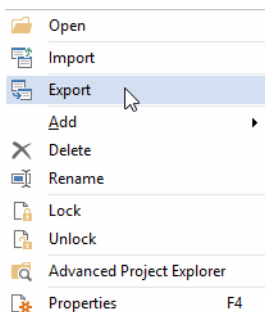 Open
Import
Export
Add
Delete
Rename
Lock
Unlock
Advanced Project Explorer
Properties F4